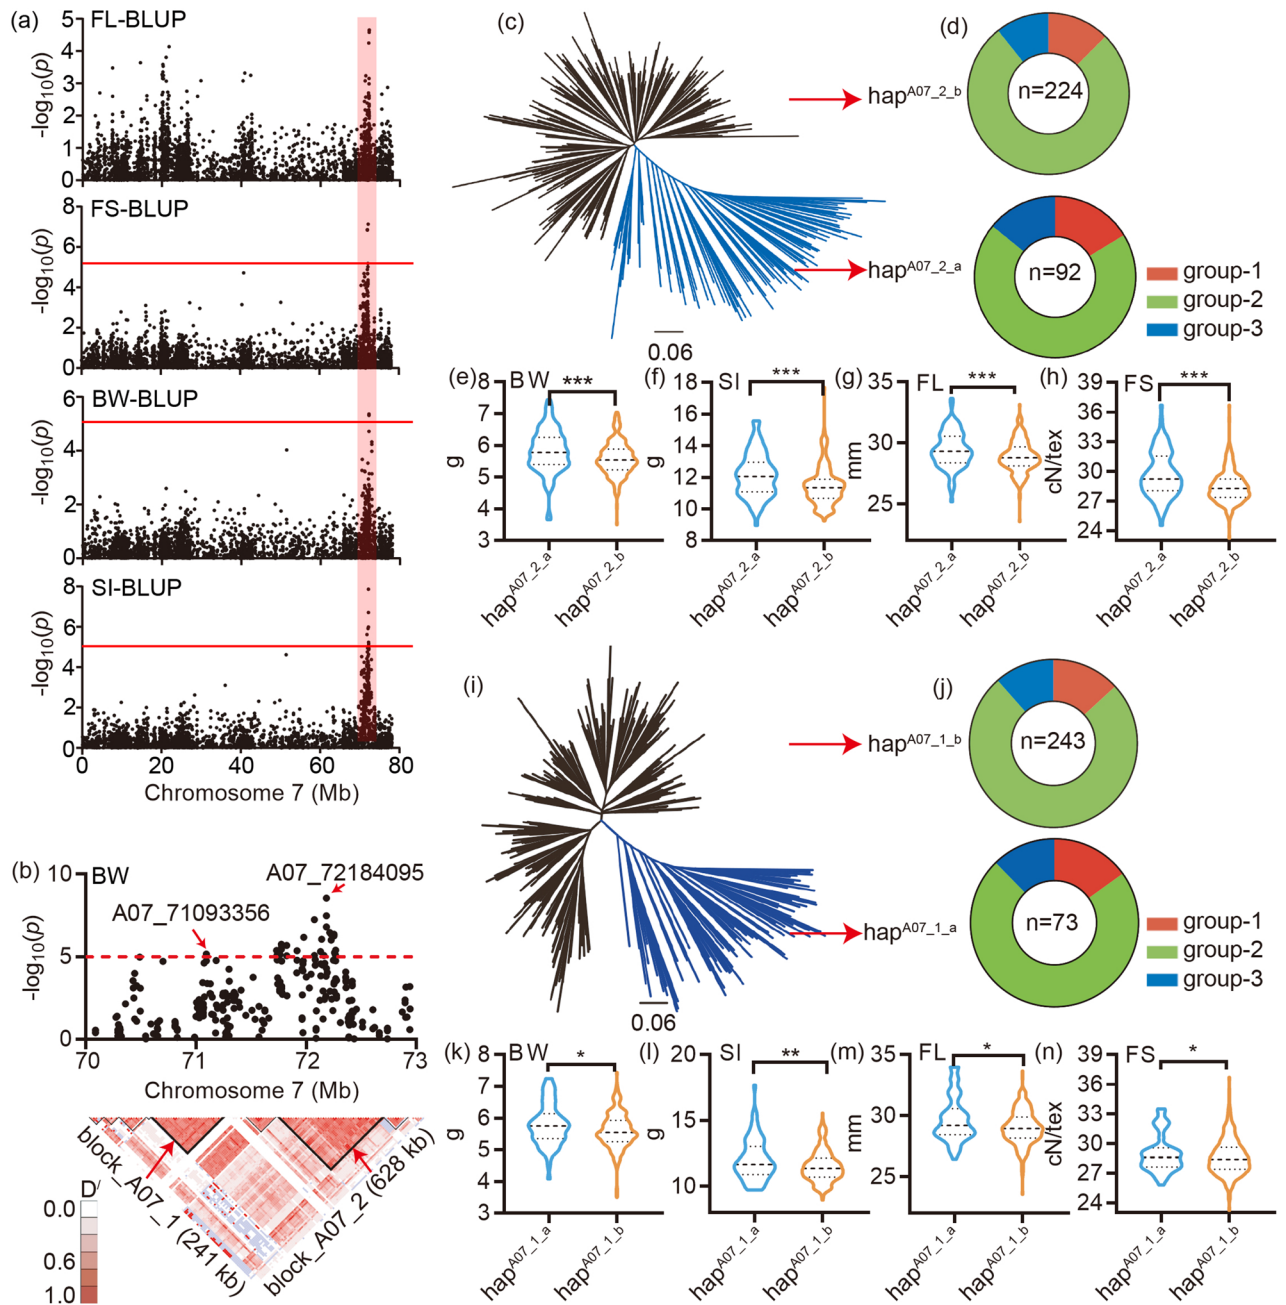 (a)
FL-BLUP
5
4
3
2
1
0
-log10(p)
FS-BLUP
8
6
4
2
0
-log10(p)
BW-BLUP
6
4
2
0
-log10(p)
SI-BLUP
8
6
4
2
0
-log10(p)
0 20 40 60 80
Chromosome 7 (Mb)
(b)
BW
A07_72184095
A07_71093356
10
5
0
-log10(p)
70 71 72 73
Chromosome 7 (Mb)
block_A07_1 (241 kb)
block_A07_2 (628 kb)
D/
0.0
0.6
1.0
(c)
0.06
hapA07_2_b
hapA07_2_a
(d)
n=224
n=92
group-1
group-2
group-3
(e)
BW
***
8
7
6
5
4
3
g
hapA07_2_a
hapA07_2_b
(f)
SI
***
18
16
14
12
10
8
g
hapA07_2_a
hapA07_2_b
(g)
FL
***
35
30
25
mm
hapA07_2_a
hapA07_2_b
(h)
FS
***
39
36
33
30
27
24
cN/tex
hapA07_2_a
hapA07_2_b
(i)
0.06
hapA07_1_b
hapA07_1_a
(j)
n=243
n=73
group-1
group-2
group-3
(k)
BW
*
8
7
6
5
4
3
g
hapA07_1_a
hapA07_1_b
(l)
SI
**
20
15
10
g
hapA07_1_a
hapA07_1_b
(m)
FL
*
35
30
25
mm
hapA07_1_a
hapA07_1_b
(n)
FS
*
39
36
33
30
27
24
cN/tex
hapA07_1_a
hapA07_1_b